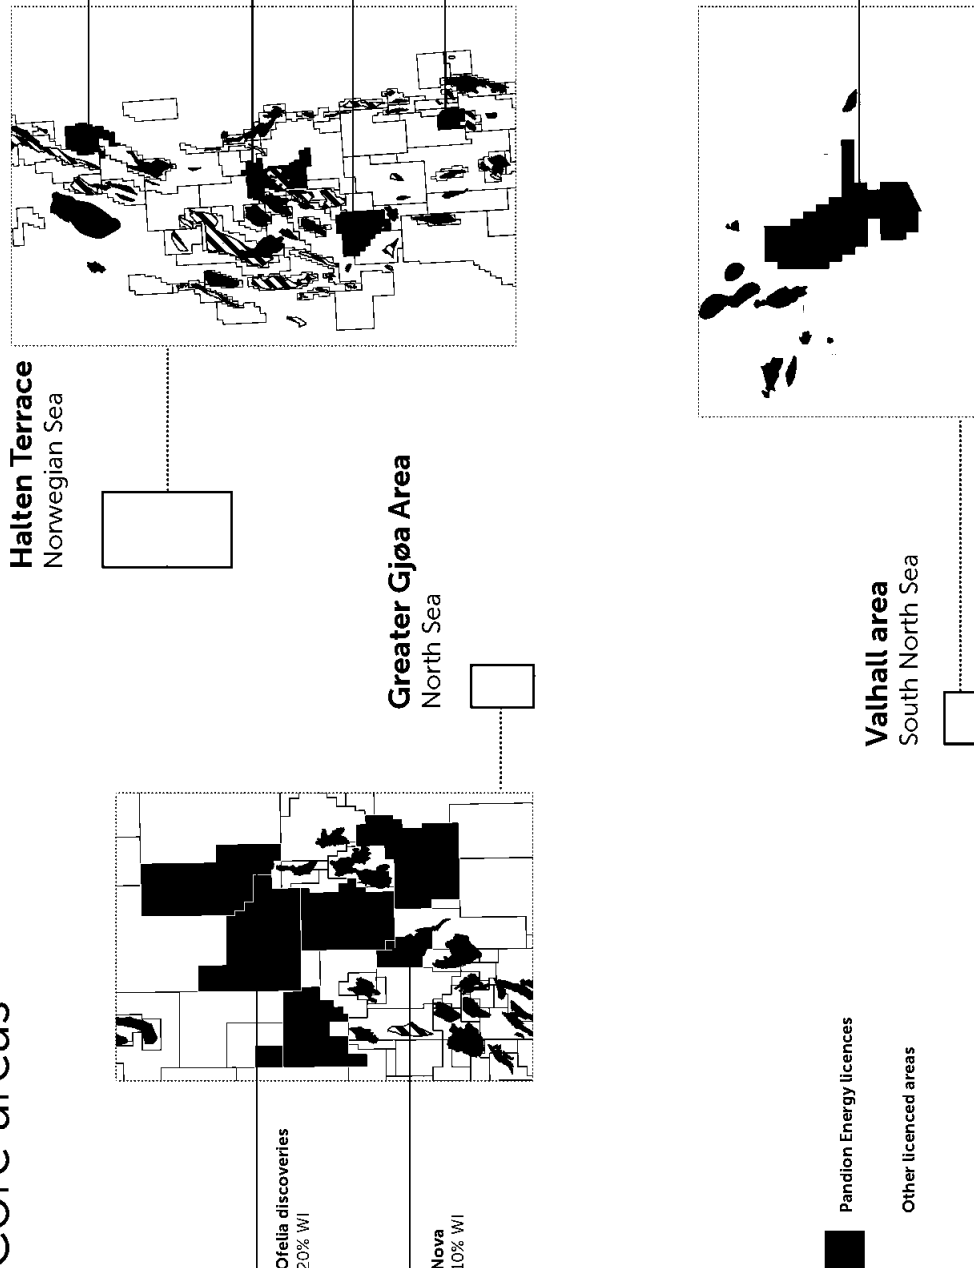 Core areas
Halten Terrace
Norwegian Sea
Greater Gjøa Area
North Sea
Valhall area
South North Sea
Ofelia discoveries
20% WI
Nova
10% WI
Pandion Energy licences
Other licenced areas